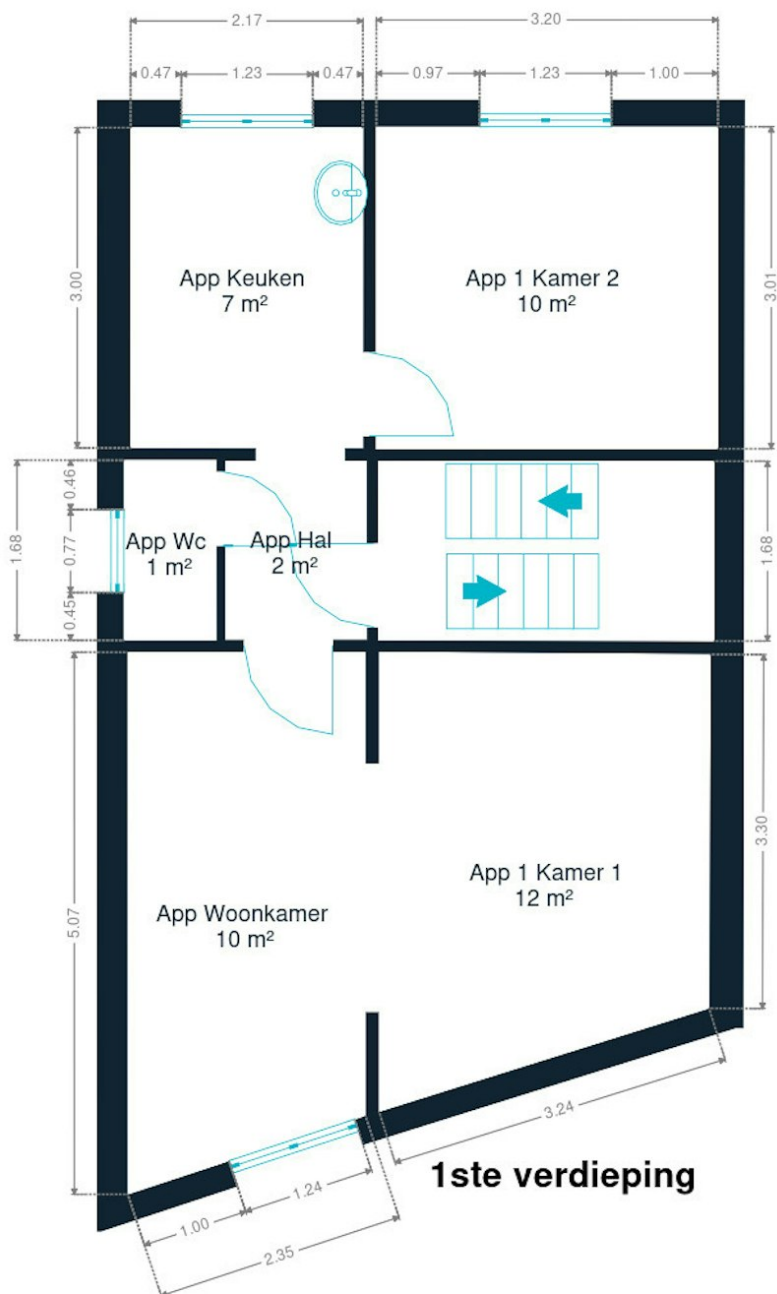 2.17
3.20
0.47
1.23
0.47
0.97
1.23
1.00
3.00
App Keuken
7 m²
App 1 Kamer 2
10 m²
3.01
1.68
0.46
0.77
0.45
App Wc
1 m²
App Hal
2 m²
1.68
5.07
App Woonkamer
10 m²
App 1 Kamer 1
12 m²
3.30
3.24
1.24
1.00
2.35
1ste verdieping